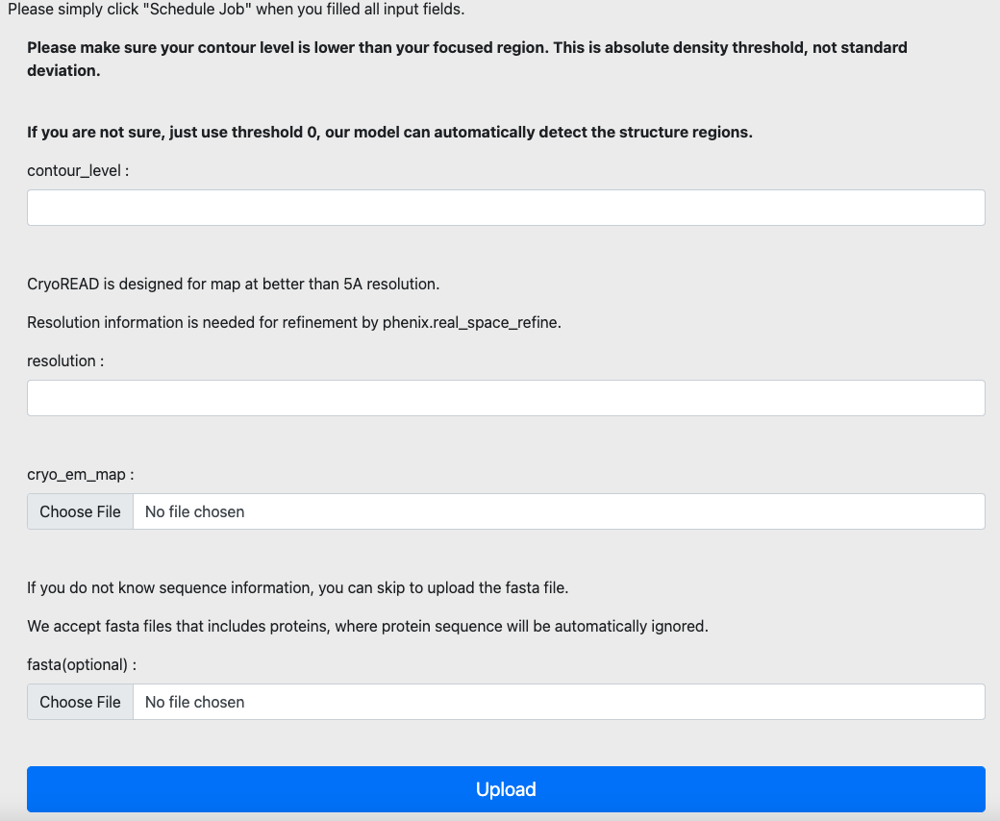 Please simply click "Schedule Job" when you filled all input fields.
Please make sure your contour level is lower than your focused region. This is absolute density threshold, not standard
deviation.
If you are not sure, just use threshold 0, our model can automatically detect the structure regions.
contour_level :
CryoREAD is designed for map at better than 5A resolution.
Resolution information is needed for refinement by phenix.real_space_refine.
resolution :
cryo_em_map :
Choose File No file chosen
If you do not know sequence information, you can skip to upload the fasta file.
We accept fasta files that includes proteins, where protein sequence will be automatically ignored.
fasta(optional) :
Choose File No file chosen
Upload